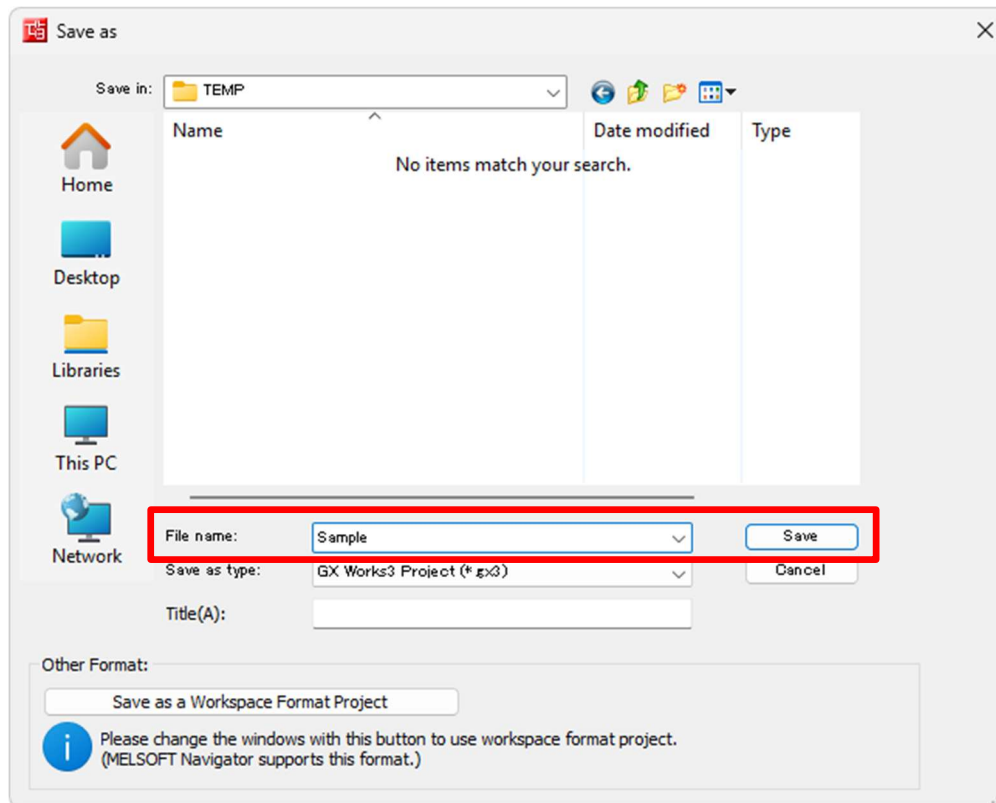 Save as
Save in:
TEMP
Name
Date modified
Type
No items match your search.
Home
Desktop
Libraries
This PC
Network
File name:
Sample
Save
Save as type:
GX Works3 Project (*.gx3)
Cancel
Title(A):
Other Format:
Save as a Workspace Format Project
Please change the windows with this button to use workspace format project.
(MELSOFT Navigator supports this format.)